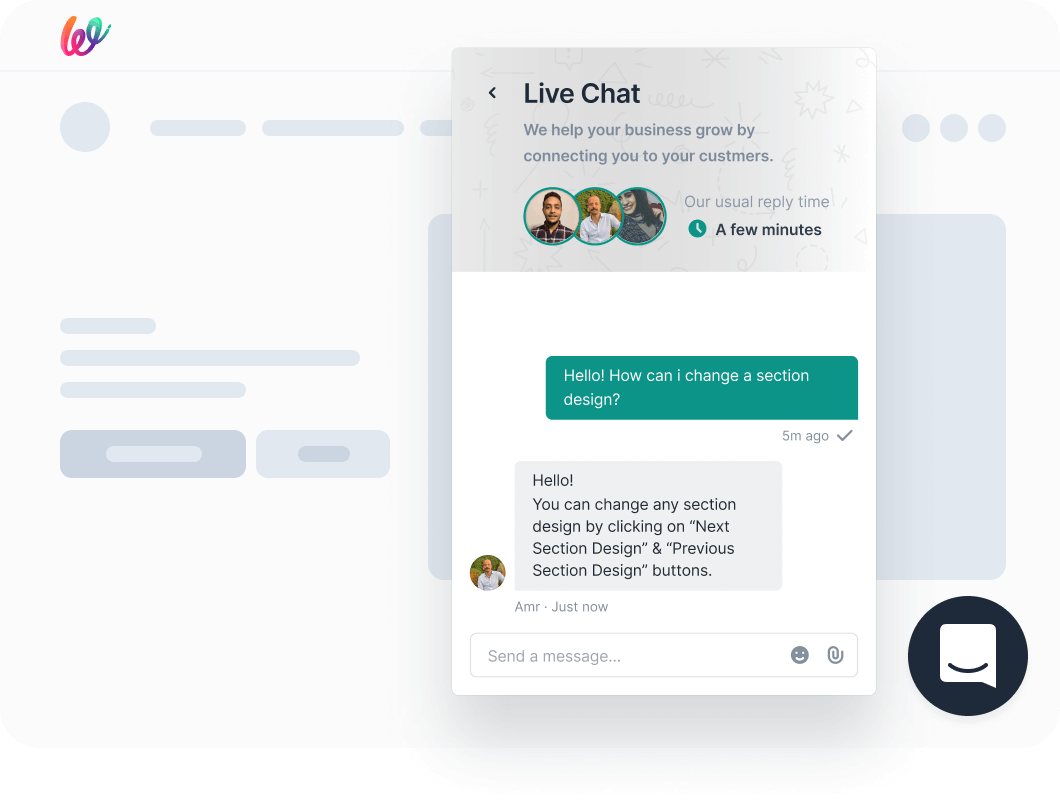 Live Chat
We help your business grow by
connecting you to your custmers.
Our usual reply time
A few minutes
Hello! How can i change a section
design?
5m ago
Hello!
You can change any section
design by clicking on “Next
Section Design” & “Previous
Section Design” buttons.
Amr · Just now
Send a message...